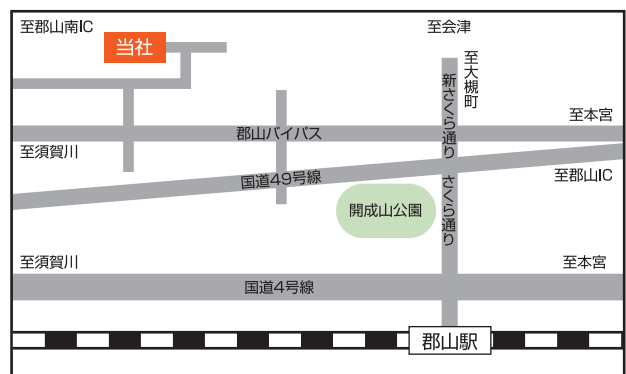 至郡山南IC
至会津
当社
至大槻町
新さくら通り
至本宮
郡山バイパス
至須賀川
至郡山IC
国道49号線
さくら通り
開成山公園
至須賀川
至本宮
国道4号線
郡山駅